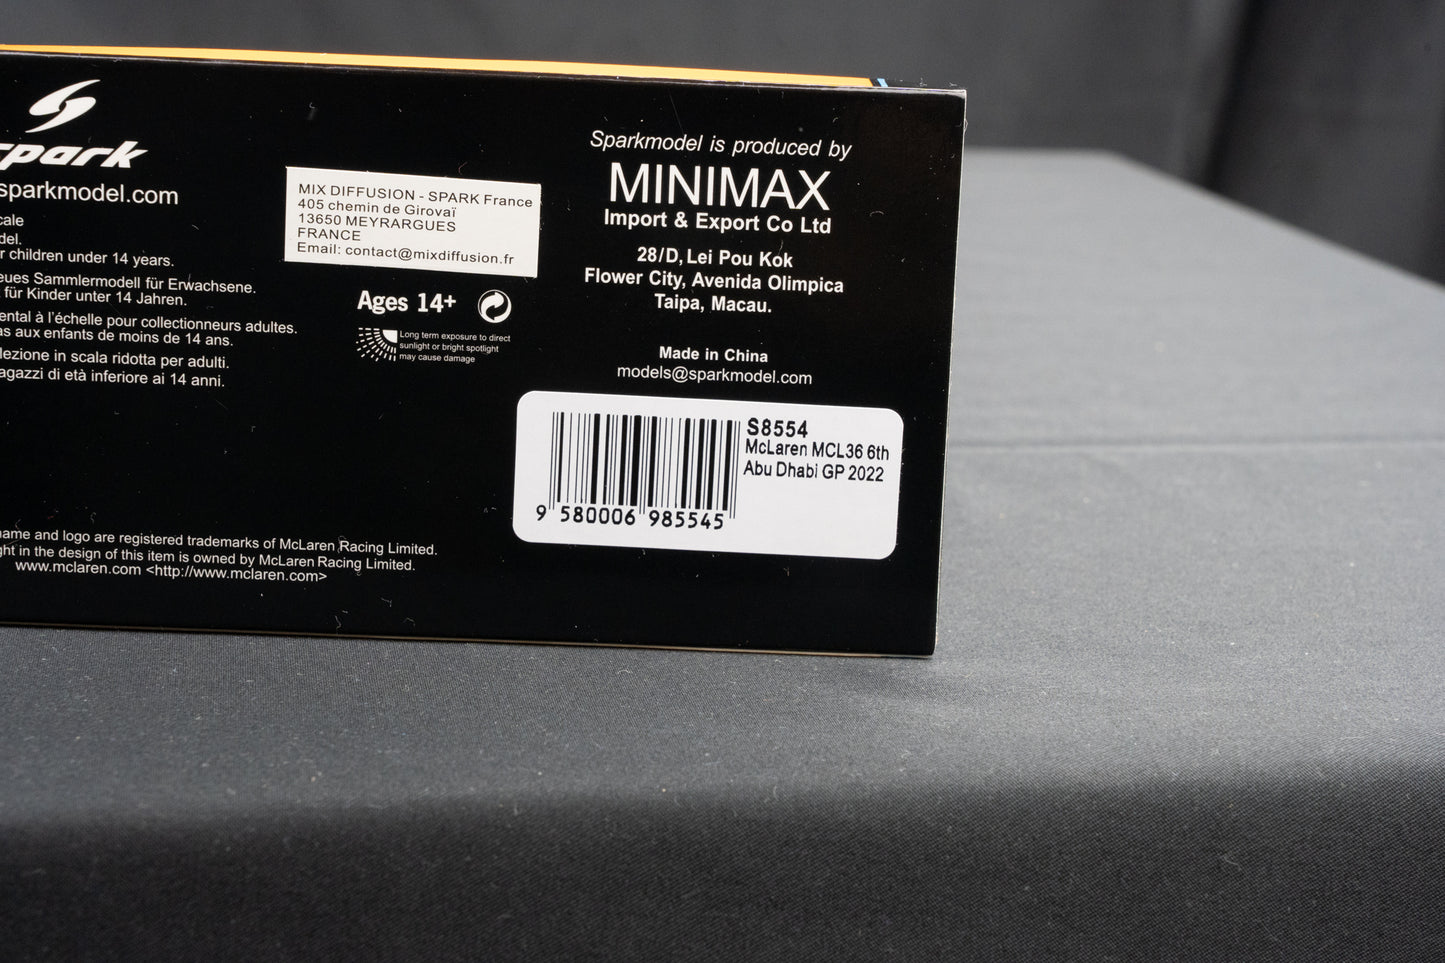 spark
sparkmodel.com
cale
del.
r children under 14 years.
eues Sammlermodell für Erwachsene.
für Kinder unter 14 Jahren.
ental à l'échelle pour collectionneurs adultes.
as aux enfants de moins de 14 ans.
lezione in scala ridotta per adulti.
agazzi di età inferiore ai 14 anni.
MIX DIFFUSION - SPARK France
405 chemin de Girovaï
13650 MEYRARGUES
FRANCE
Email: contact@mixdiffusion.fr
Ages 14+
Long term exposure to direct
sunlight or bright spotlight
may cause damage
Sparkmodel is produced by
MINIMAX
Import & Export Co Ltd
28/D, Lei Pou Kok
Flower City, Avenida Olimpica
Taipa, Macau.
Made in China
models@sparkmodel.com
S8554
McLaren MCL36 6th
Abu Dhabi GP 2022
9 580006 985545
name and logo are registered trademarks of McLaren Racing Limited.
ght in the design of this item is owned by McLaren Racing Limited.
www.mclaren.com <http://www.mclaren.com>